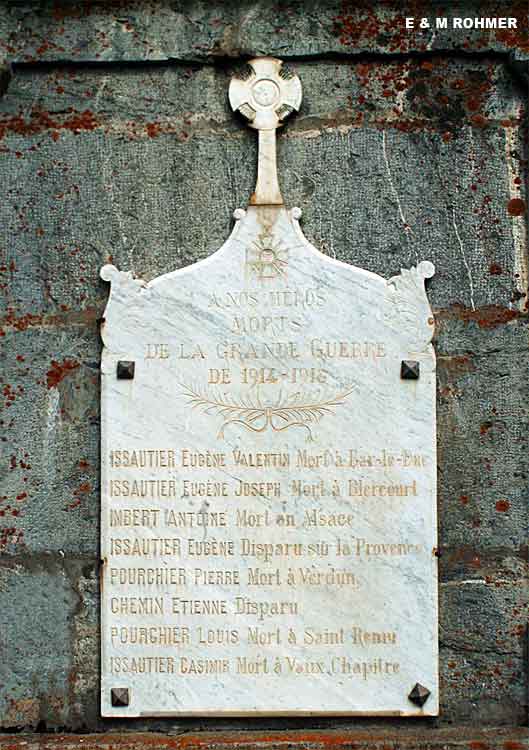 E & M ROHMER
A NOS HEROS
MORTS
DE LA GRANDE GUERRE
DE 1914-1918
ISSAUTIER EUGÈNE VALENTIN Mort à Bar-le-Duc
ISSAUTIER EUGÈNE JOSEPH Mort à Biercourt
IMBERT ANTOINE Mort en Alsace
ISSAUTIER EUGÈNE Disparu sur la Provence
POURCHIER PIERRE Mort à Verdun
CHEMIN ETIENNE Disparu
POURCHIER LOUIS Mort à Saint Remy
ISSAUTIER CASIMIR Mort à Vaux Chapitre